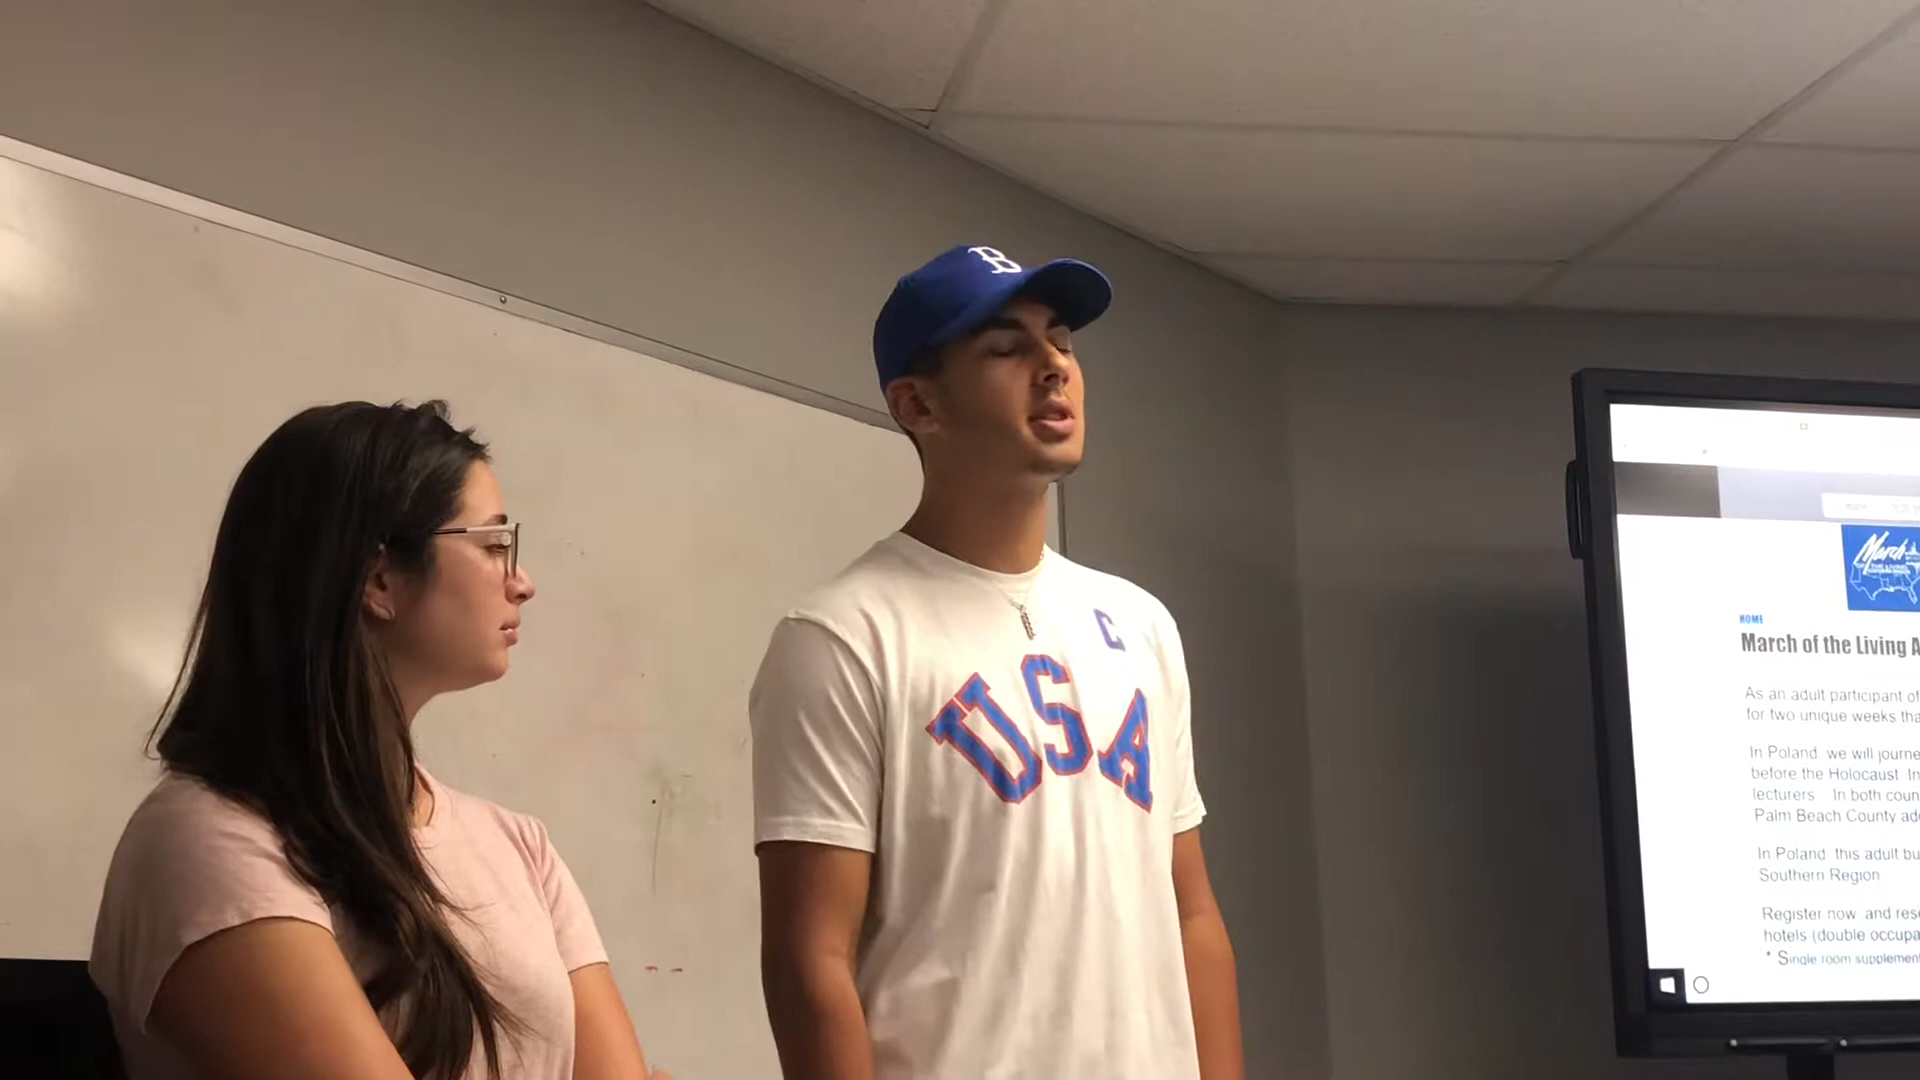 B
C
USA
March
HOME
March of the Living A
As an adult participant of
for two unique weeks tha
In Poland we will journe
before the Holocaust In
lecturers In both coun
Palm Beach County ad
In Poland this adult bu
Southern Region
Register now and res
hotels (double occupa
* Single room supplement